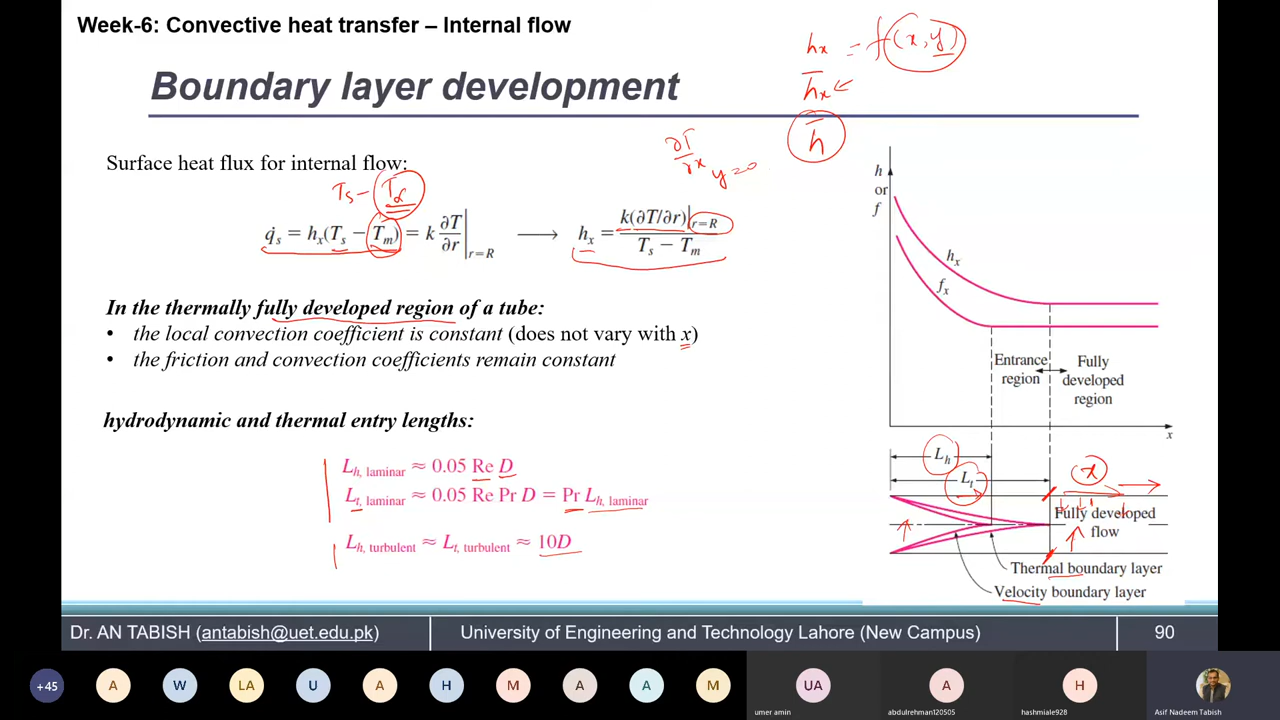 Week-6: Convective heat transfer – Internal flow
hx = f(x, y)
Boundary layer development
h̄x ←
h̄
∂T/∂x y=0
Surface heat flux for internal flow:
Ts – T∝
q̇s = hx(Ts − Tm) = k ∂T/∂r|r=R ⟶ hx = k(∂T/∂r)|r=R / Ts − Tm
In the thermally fully developed region of a tube:
• the local convection coefficient is constant (does not vary with x)
• the friction and convection coefficients remain constant
hydrodynamic and thermal entry lengths:
Lh, laminar ≈ 0.05 Re D
Lt, laminar ≈ 0.05 Re Pr D = Pr Lh, laminar
Lh, turbulent ≈ Lt, turbulent ≈ 10D
h
or
f
hx
fx
Entrance
region
Fully
developed
region
x
Lh
Lt
x
Fully developed
flow
Thermal boundary layer
Velocity boundary layer
Dr. AN TABISH (antabish@uet.edu.pk)
University of Engineering and Technology Lahore (New Campus)
90
+45
A
W
LA
U
A
H
M
A
A
M
UA
A
H
umer amin
abdulrehman120505
hashmiale928
Asif Nadeem Tabish